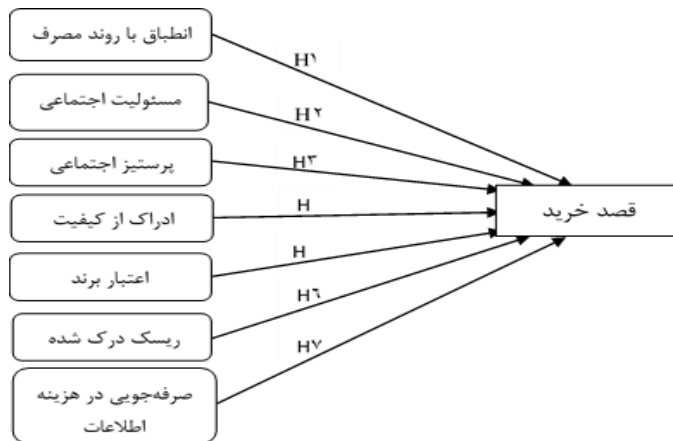 انطباق با روند مصرف
H۱
مسئولیت اجتماعی
H۲
پرستیز اجتماعی
H۳
ادراک از کیفیت
H
قصد خرید
اعتبار برند
H
ریسک درک شده
H٦
صرفه‌جویی در هزینه
اطلاعات
H۷